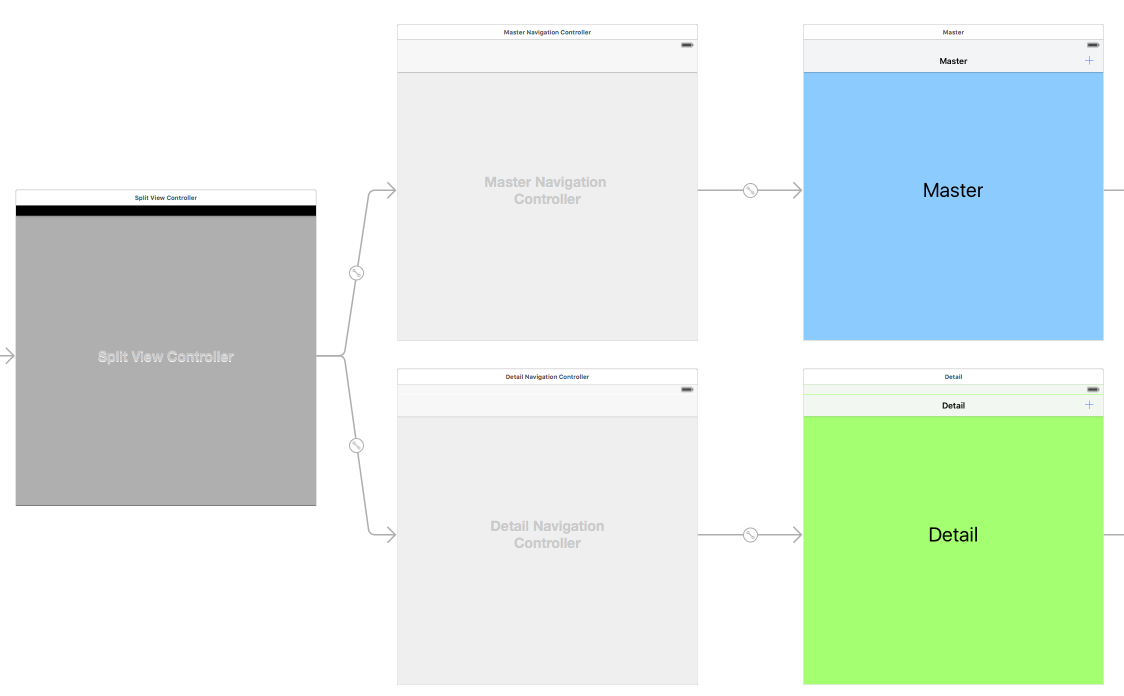 Split View Controller
Split View Controller
Master Navigation Controller
Master Navigation
Controller
Master
Master
+
Master
Detail Navigation Controller
Detail Navigation
Controller
Detail
Detail
+
Detail